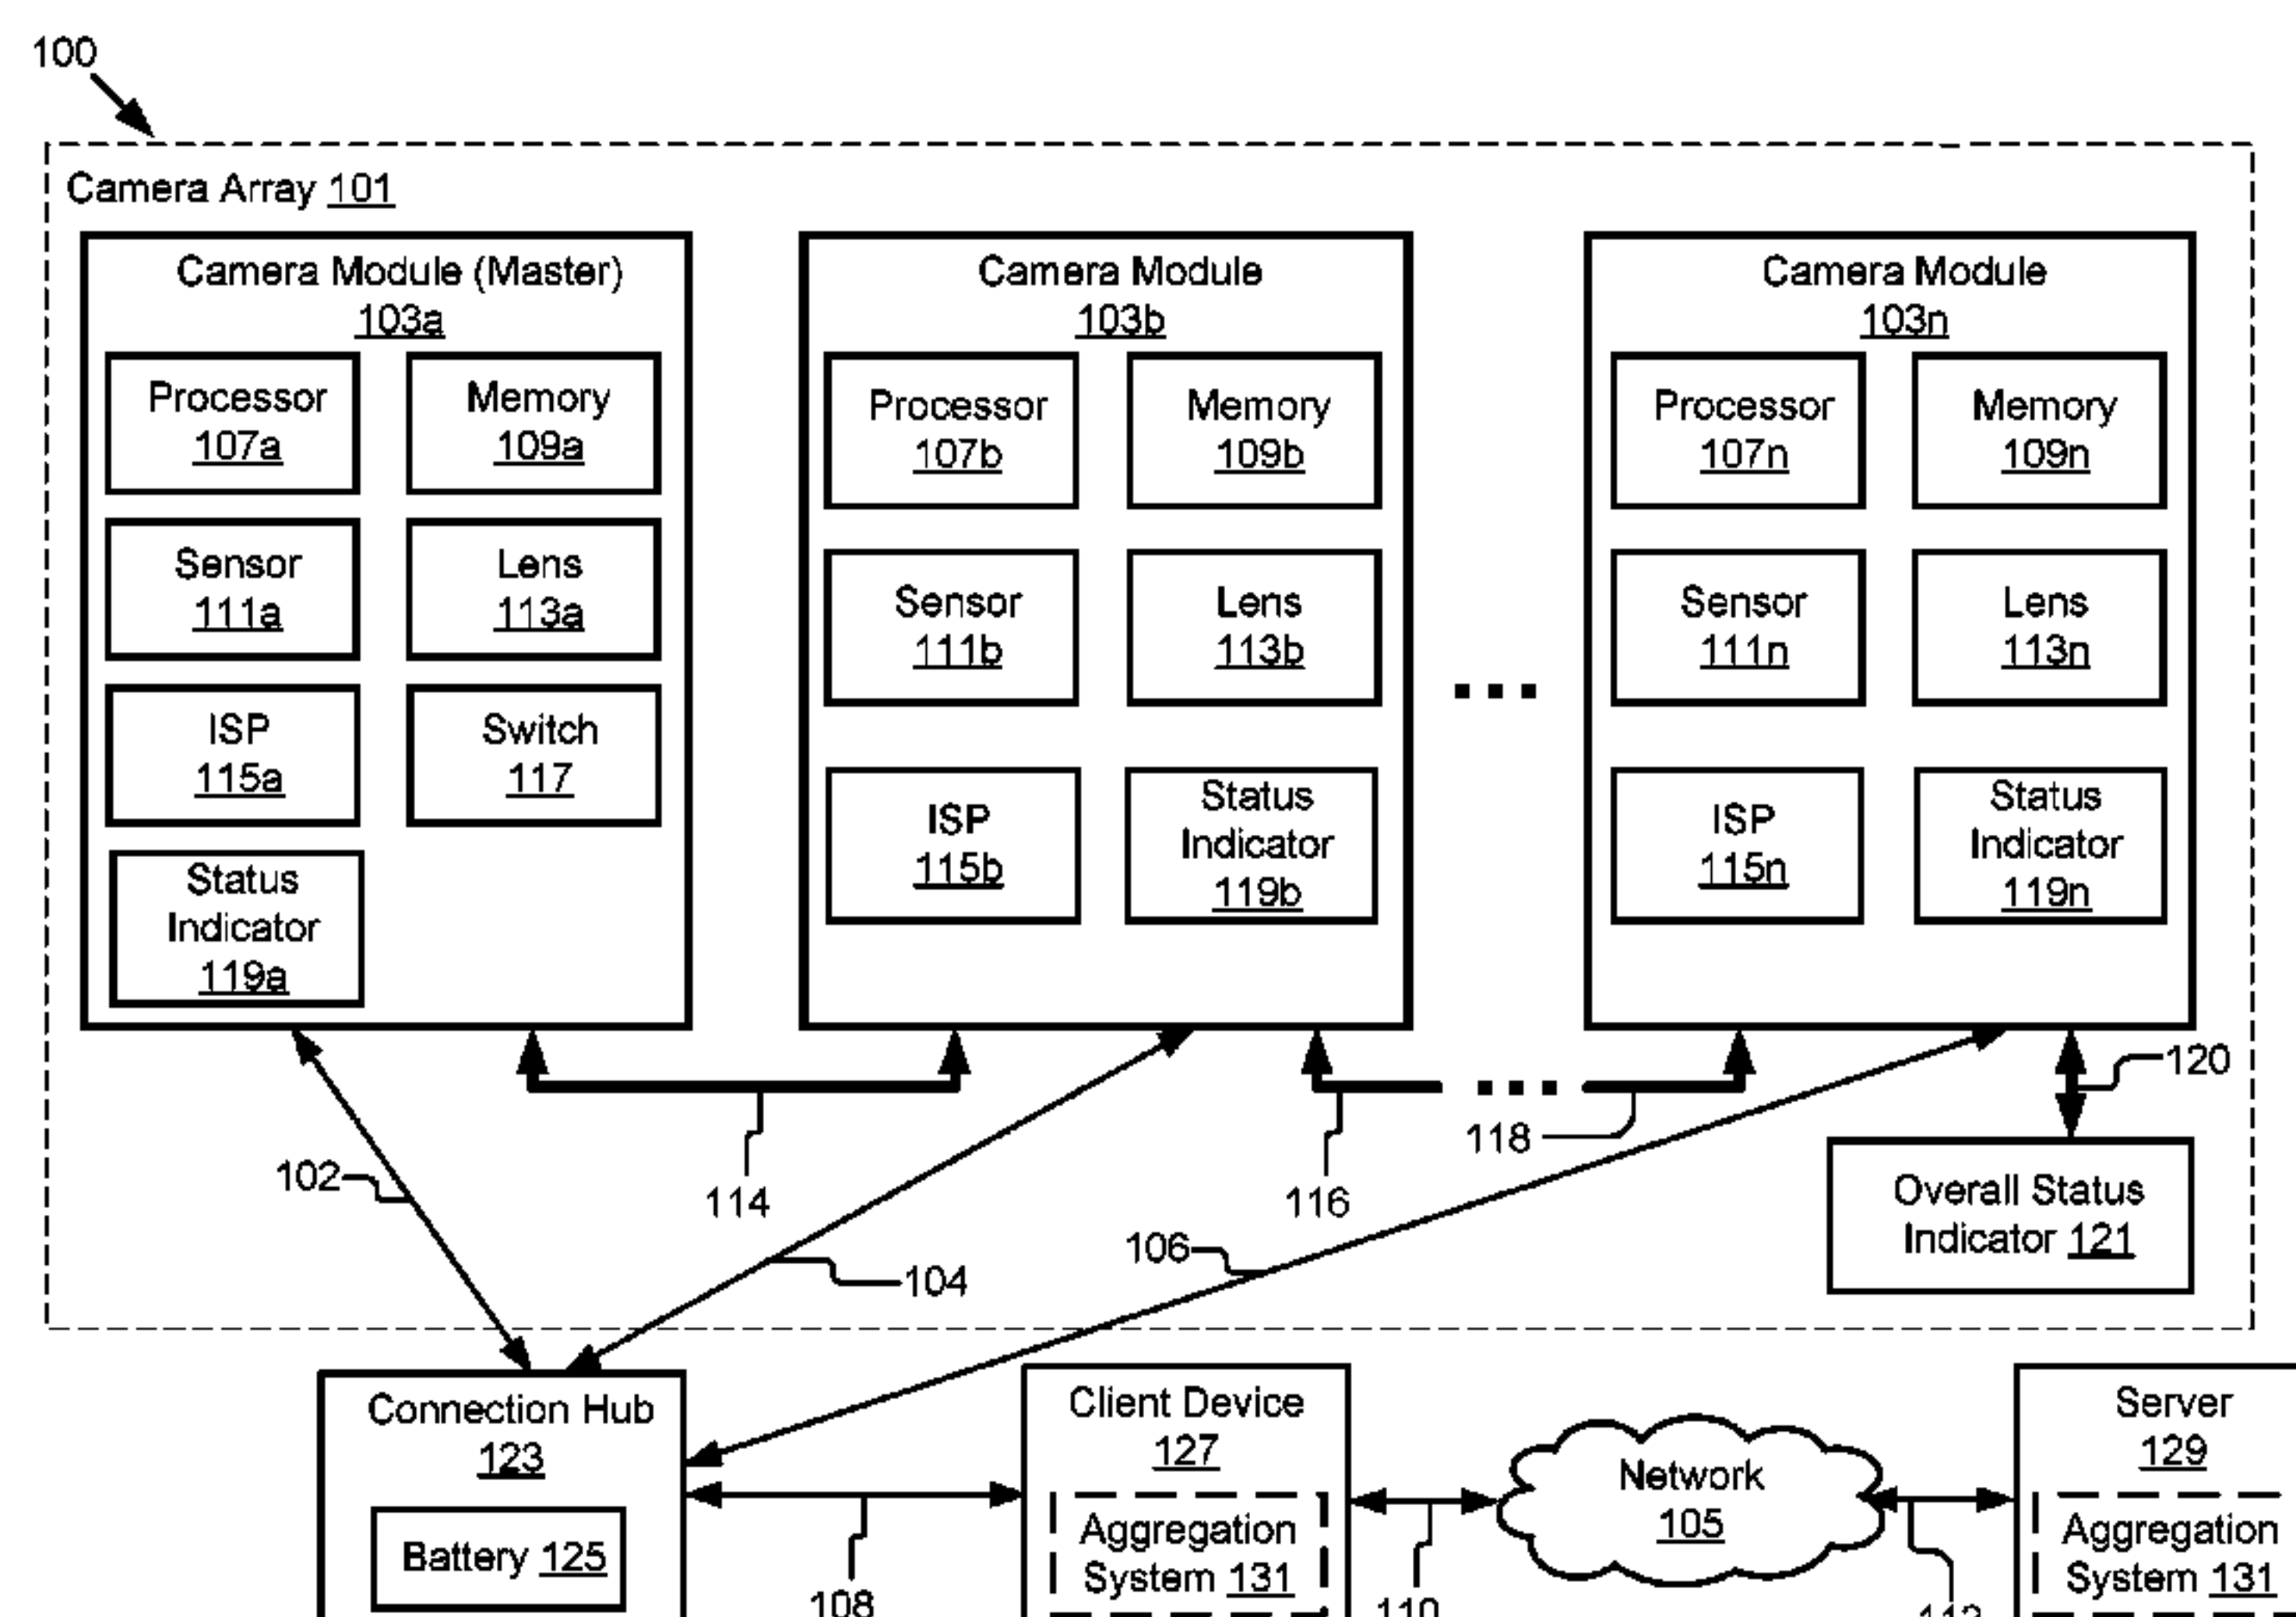 100
Camera Array 101
Camera Module (Master)
103a
Processor
107a
Memory
109a
Sensor
111a
Lens
113a
ISP
115a
Switch
117
Status
Indicator
119a
Camera Module
103b
Processor
107b
Memory
109b
Sensor
111b
Lens
113b
ISP
115b
Status
Indicator
119b
...
Camera Module
103n
Processor
107n
Memory
109n
Sensor
111n
Lens
113n
ISP
115n
Status
Indicator
119n
120
...
118
102
114
116
Overall Status
Indicator 121
106
104
Connection Hub
123
Battery 125
108
Client Device
127
Aggregation
System 131
110
Network
105
Server
129
Aggregation
System 131